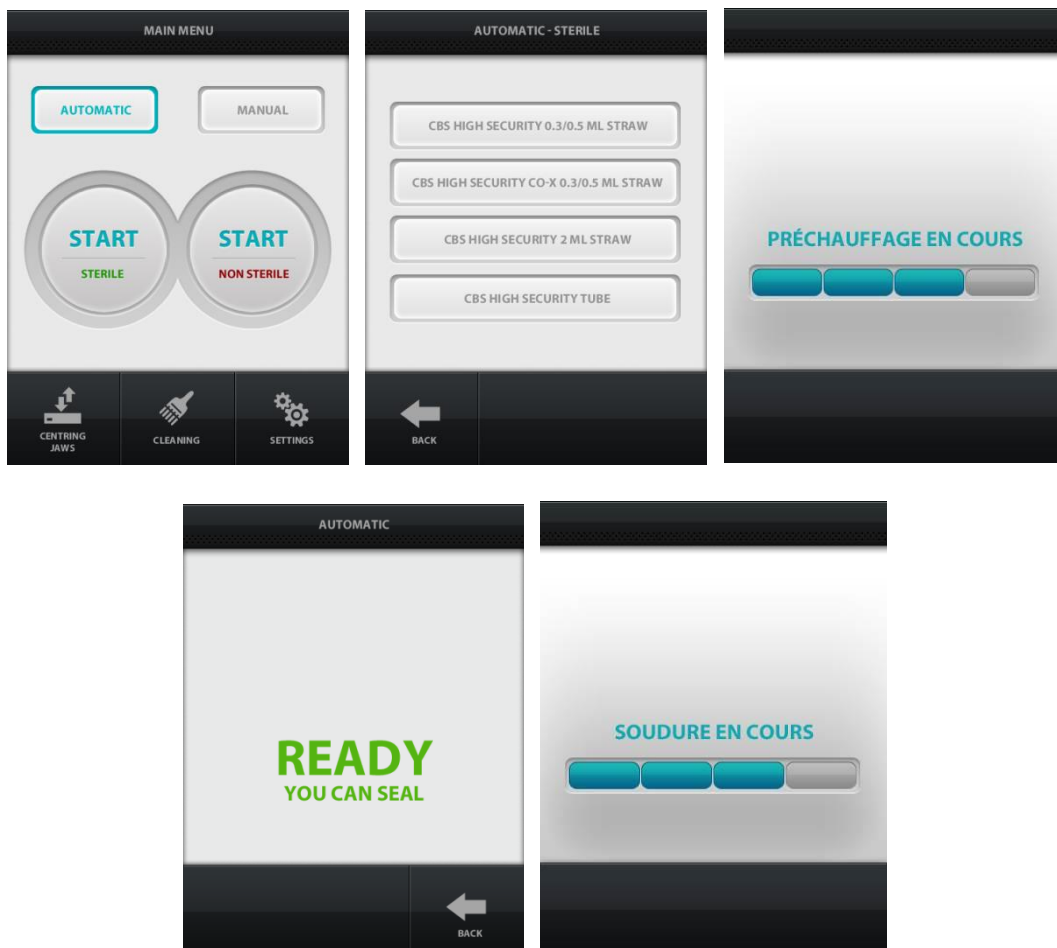 MAIN MENU
AUTOMATIC
MANUAL
START
STERILE
START
NON STERILE
CENTRING
JAWS
CLEANING
SETTINGS
AUTOMATIC - STERILE
CBS HIGH SECURITY 0.3/0.5 ML STRAW
CBS HIGH SECURITY CO-X 0.3/0.5 ML STRAW
CBS HIGH SECURITY 2 ML STRAW
CBS HIGH SECURITY TUBE
BACK
PRÉCHAUFFAGE EN COURS
AUTOMATIC
READY
YOU CAN SEAL
BACK
SOUDURE EN COURS